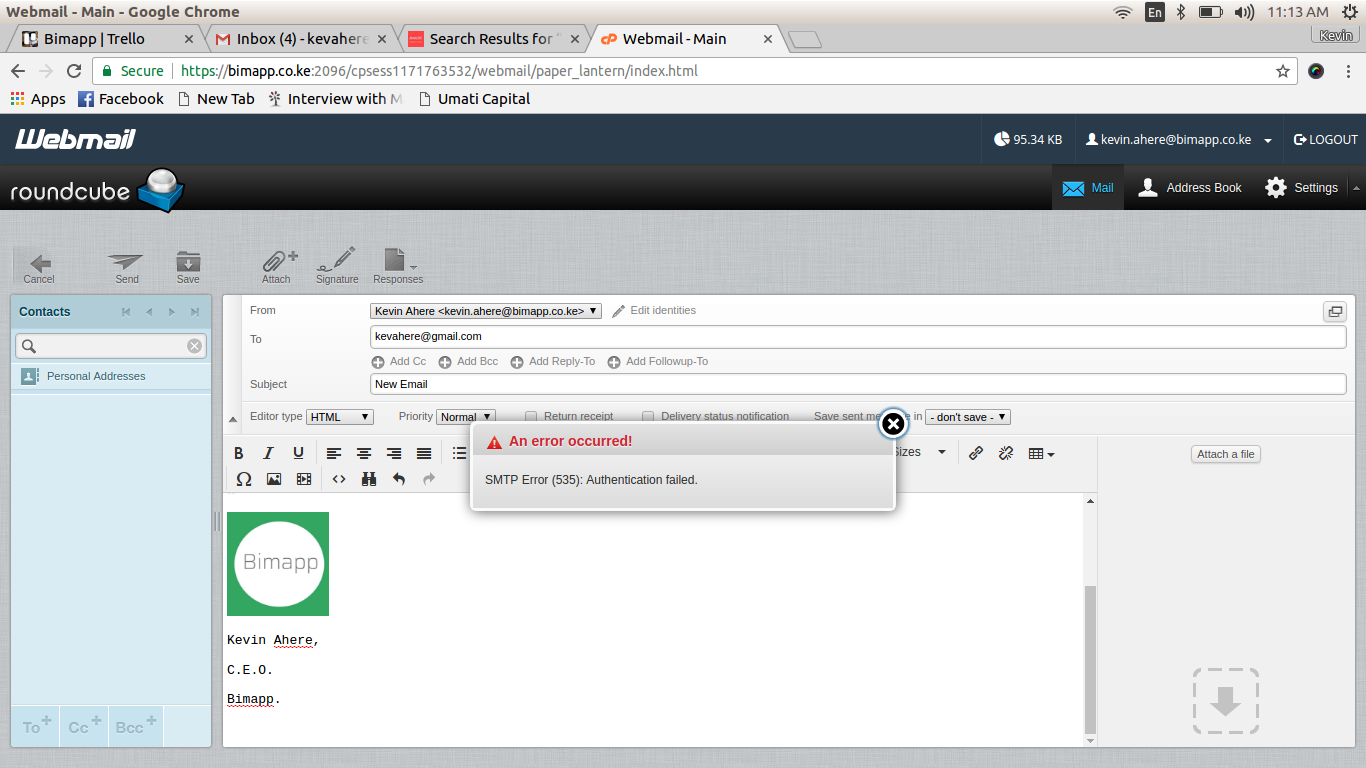 Webmail - Main - Google Chrome
En
11:13 AM
Bimapp | Trello
Inbox (4) - kevahere
Search Results for "
Webmail - Main
Kevin
Secure
https://bimapp.co.ke:2096/cpsess1171763532/webmail/paper_lantern/index.html
Apps
Facebook
New Tab
Interview with M
Umati Capital
Webmail
95.34 KB
kevin.ahere@bimapp.co.ke
LOGOUT
roundcube
Mail
Address Book
Settings
Cancel
Send
Save
Attach
Signature
Responses
Contacts
Personal Addresses
From
Kevin Ahere <kevin.ahere@bimapp.co.ke>
Edit identities
To
kevahere@gmail.com
Add Cc
Add Bcc
Add Reply-To
Add Followup-To
Subject
New Email
Editor type
HTML
Priority
Normal
Return receipt
Delivery status notification
Save sent me
e in
- don't save -
B I U
Sizes
Attach a file
An error occurred!
SMTP Error (535): Authentication failed.
Bimapp
Kevin Ahere,
C.E.O.
Bimapp.
To+
Cc+
Bcc+